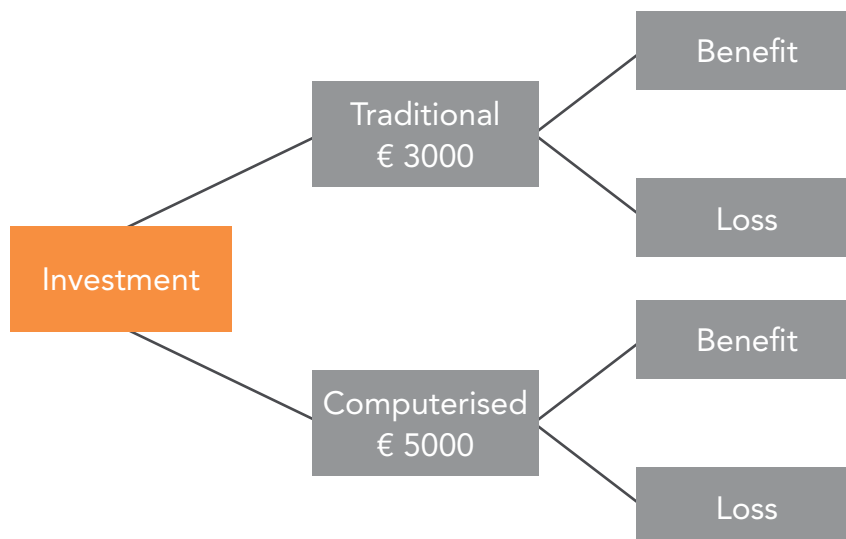 Investment
Traditional
€ 3000
Benefit
Loss
Computerised
€ 5000
Benefit
Loss